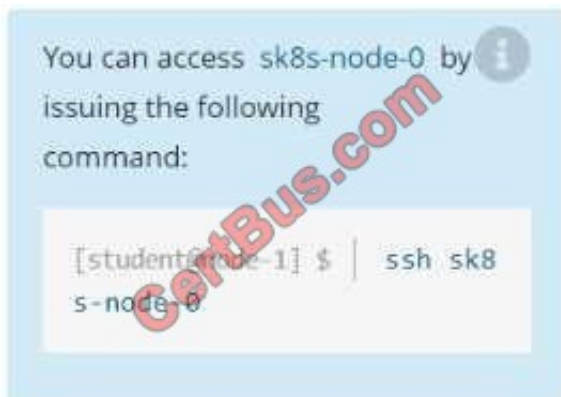 You can access sk8s-node-0 by i
issuing the following
command:
[student@node-1] $ | ssh sk8
s-node-0
CertBus.com